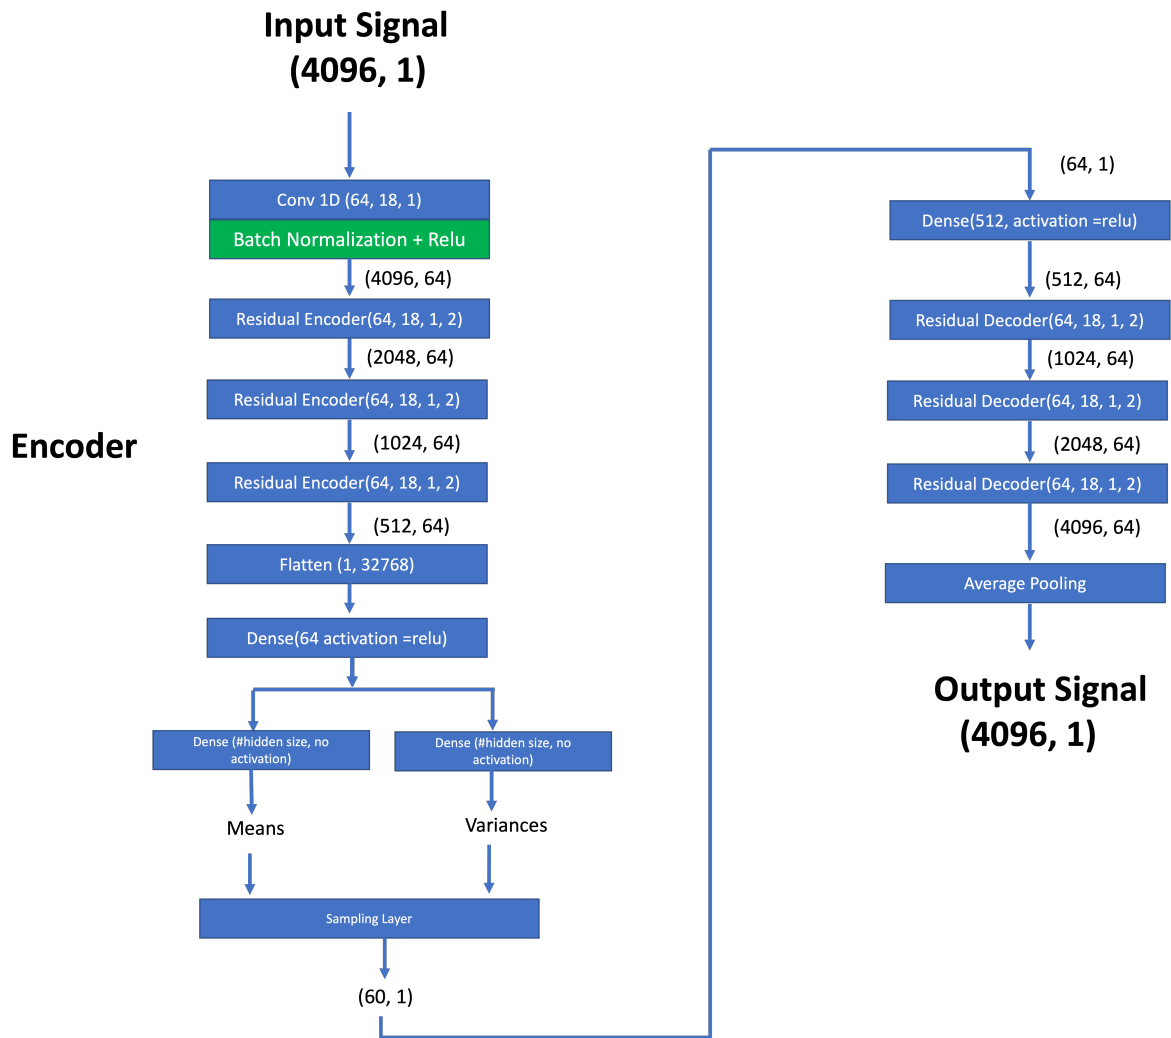 Input Signal
(4096, 1)
Conv 1D (64, 18, 1)
Batch Normalization + Relu
(4096, 64)
Residual Encoder(64, 18, 1, 2)
(2048, 64)
Residual Encoder(64, 18, 1, 2)
(1024, 64)
Encoder
Residual Encoder(64, 18, 1, 2)
(512, 64)
Flatten (1, 32768)
Dense(64 activation =relu)
Dense (#hidden size, no
activation)
Dense (#hidden size, no
activation)
Means
Variances
Sampling Layer
(60, 1)
(64, 1)
Dense(512, activation =relu)
(512, 64)
Residual Decoder(64, 18, 1, 2)
(1024, 64)
Residual Decoder(64, 18, 1, 2)
(2048, 64)
Residual Decoder(64, 18, 1, 2)
(4096, 64)
Average Pooling
Output Signal
(4096, 1)